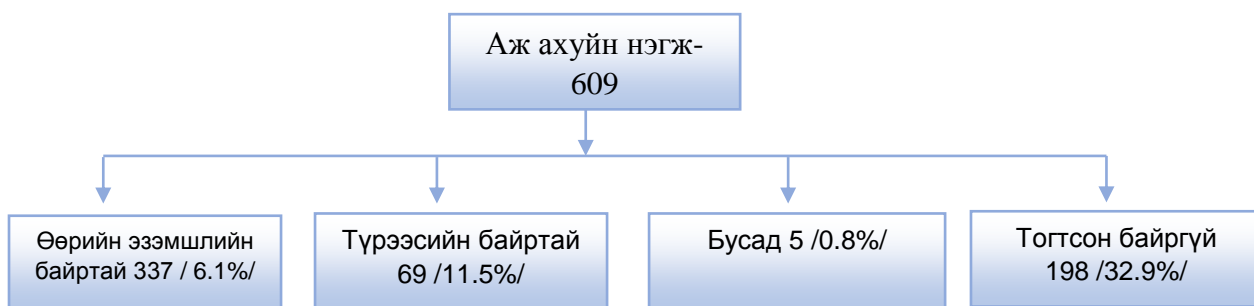 Аж ахуйн нэгж-
609
Өөрийн эзэмшлийн
байртай 337 / 6.1%/
Түрээсийн байртай
69 /11.5%/
Бусад 5 /0.8%/
Тогтсон байргүй
198 /32.9%/